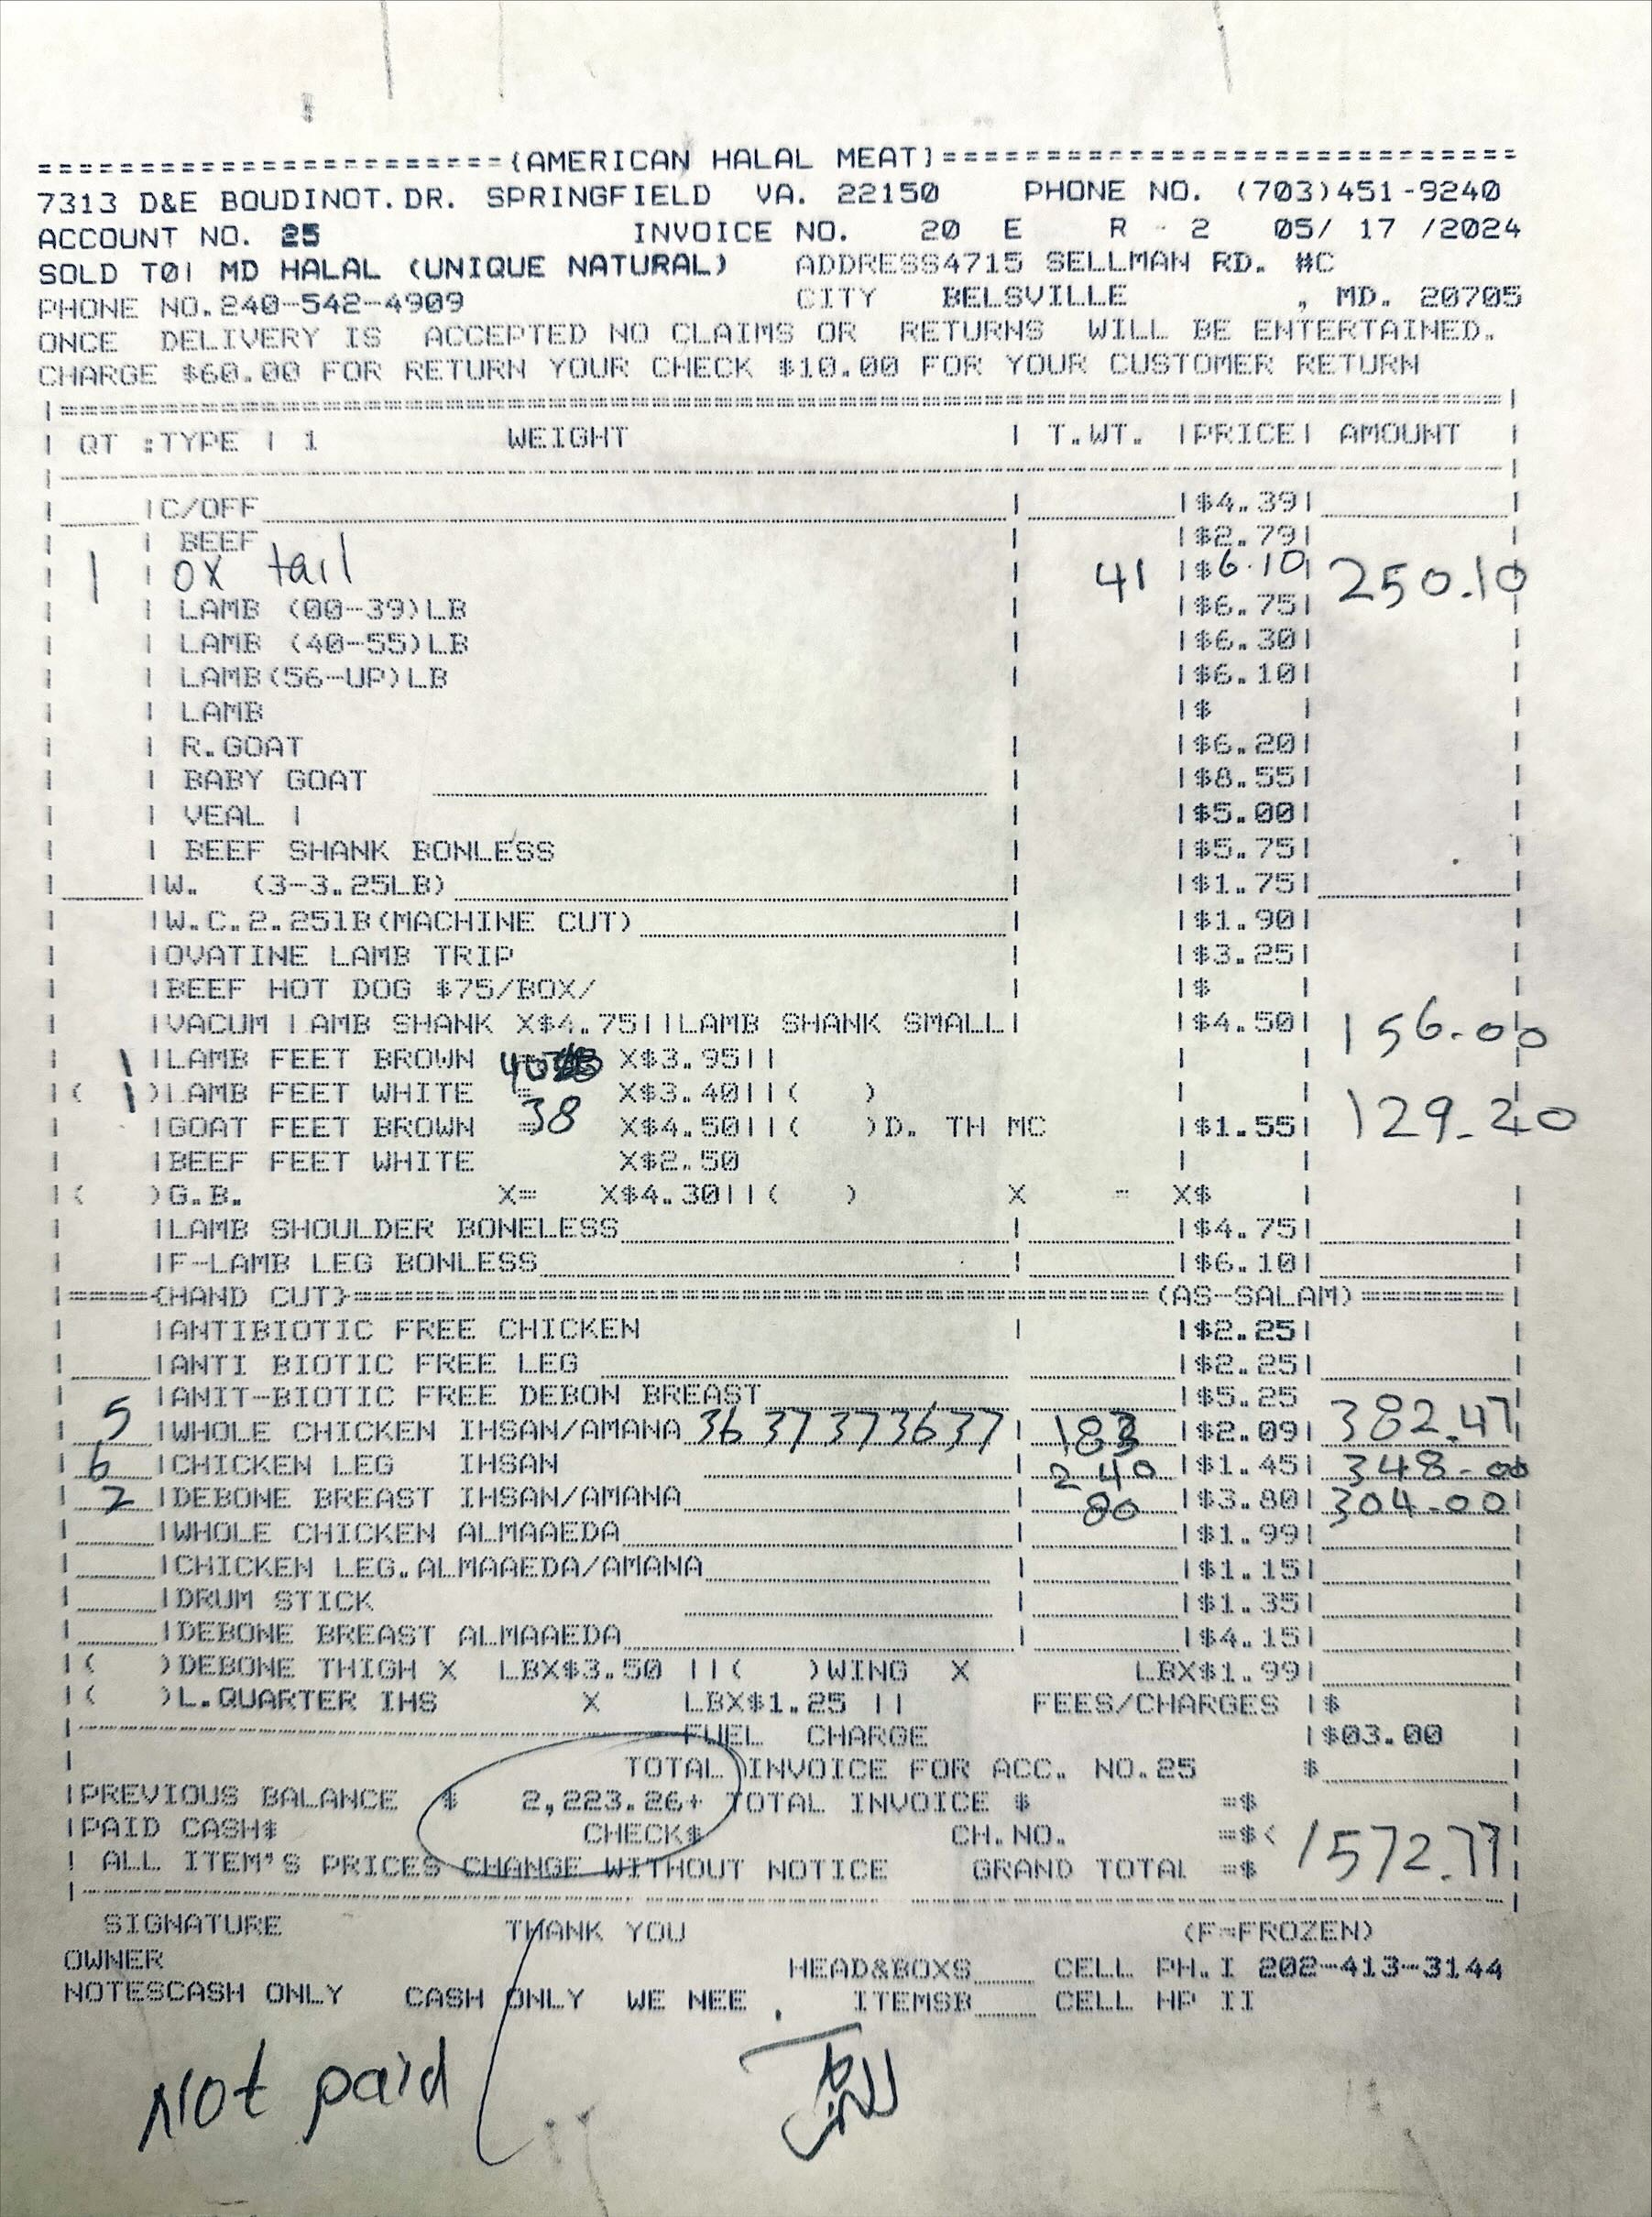 ========================{AMERICAN HALAL MEAT}==============================
7313 D&E BOUDINOT.DR. SPRINGFIELD VA. 22150 PHONE NO. (703)451-9240
ACCOUNT NO. 25 INVOICE NO. 20 E R - 2 05/ 17 /2024
SOLD TO| MD HALAL (UNIQUE NATURAL) ADDRESS4715 SELLMAN RD. #C
PHONE NO.240-542-4909 CITY BELSVILLE , MD. 20705
ONCE DELIVERY IS ACCEPTED NO CLAIMS OR RETURNS WILL BE ENTERTAINED.
CHARGE $60.00 FOR RETURN YOUR CHECK $10.00 FOR YOUR CUSTOMER RETURN
| QT :TYPE | 1 WEIGHT | T.WT. |PRICE| AMOUNT |
|C/OFF | |$4.39|
| BEEF | |$2.79|
1 | ox tail | 41 |$6.10| 250.10
| LAMB (00-39)LB | |$6.75|
| LAMB (40-55)LB | |$6.30|
| LAMB(56-UP)LB | |$6.10|
| LAMB |$ |
| R.GOAT | |$6.20|
| BABY GOAT | |$8.55|
| VEAL | | |$5.00|
| BEEF SHANK BONLESS | |$5.75|
|W. (3-3.25LB) | |$1.75|
|W.C.2.251B(MACHINE CUT) | |$1.90|
|OVATINE LAMB TRIP | |$3.25|
|BEEF HOT DOG $75/BOX/ | |$ |
|VACUM LAMB SHANK X$4.75||LAMB SHANK SMALL| |$4.50| 156.00
1 |LAMB FEET BROWN X$3.95||
|( 1 )LAMB FEET WHITE = X$3.40||( )
|GOAT FEET BROWN = 38 X$4.50||( )D. TH MC |$1.55| 129.20
|BEEF FEET WHITE X$2.50
|( )G.B. X= X$4.30||( ) X - X$ |
|LAMB SHOULDER BONELESS | |$4.75|
|F-LAMB LEG BONLESS | |$6.10|
|====={HAND CUT}=======================================(AS-SALAM)=======|
|ANTIBIOTIC FREE CHICKEN | |$2.25|
|ANTI BIOTIC FREE LEG |$2.25|
|ANIT-BIOTIC FREE DEBON BREAST |$5.25
5 |WHOLE CHICKEN IHSAN/AMANA 36 37 37 36 37 | 183 |$2.09| 382.47
6 |CHICKEN LEG IHSAN | 240 |$1.45| 348.00
2 |DEBONE BREAST IHSAN/AMANA | 80 |$3.80| 304.00
|WHOLE CHICKEN ALMAAEDA | |$1.99|
|CHICKEN LEG.ALMAAEDA/AMANA | |$1.15|
|DRUM STICK | |$1.35|
|DEBONE BREAST ALMAAEDA | |$4.15|
|( )DEBONE THIGH X LBX$3.50 ||( )WING X LBX$1.99|
|( )L.QUARTER IHS X LBX$1.25 || FEES/CHARGES |$
FUEL CHARGE |$03.00
TOTAL INVOICE FOR ACC. NO.25 $
|PREVIOUS BALANCE $ 2,223.26+ TOTAL INVOICE $ =$
|PAID CASH$ CHECK$ CH.NO. =$<
| ALL ITEM'S PRICES CHANGE WITHOUT NOTICE GRAND TOTAL =$ 1572.77
SIGNATURE THANK YOU (F=FROZEN)
OWNER HEAD&BOXS CELL PH.I 202-413-3144
NOTESCASH ONLY CASH ONLY WE NEE ITEMSB CELL HP II
Not paid